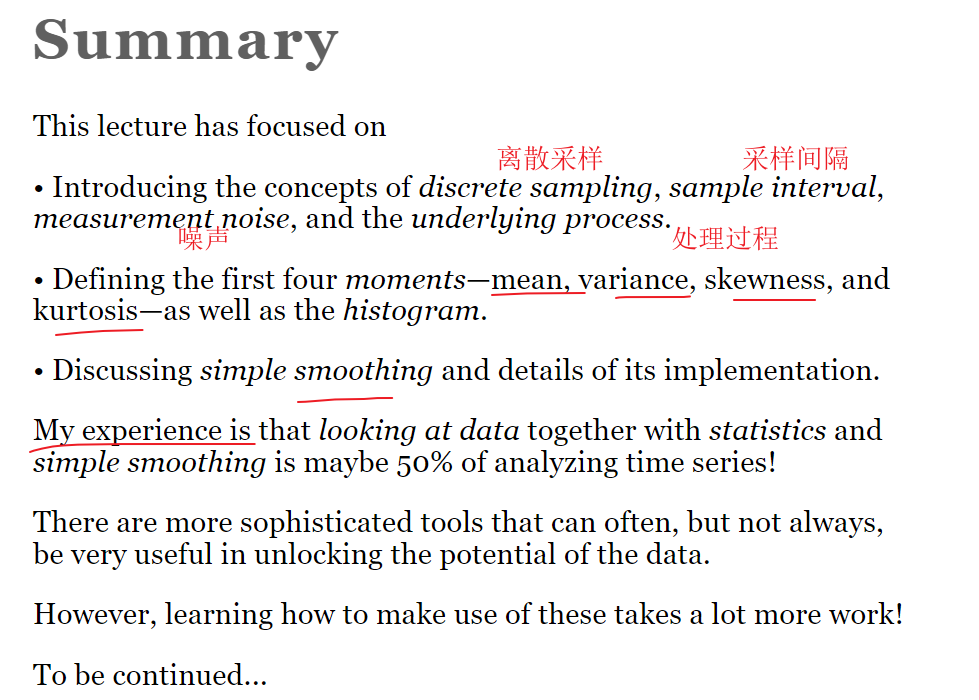 Summary
This lecture has focused on
离散采样 采样间隔
• Introducing the concepts of discrete sampling, sample interval,
measurement noise, and the underlying process.
噪声 处理过程
• Defining the first four moments—mean, variance, skewness, and
kurtosis—as well as the histogram.
• Discussing simple smoothing and details of its implementation.
My experience is that looking at data together with statistics and
simple smoothing is maybe 50% of analyzing time series!
There are more sophisticated tools that can often, but not always,
be very useful in unlocking the potential of the data.
However, learning how to make use of these takes a lot more work!
To be continued...